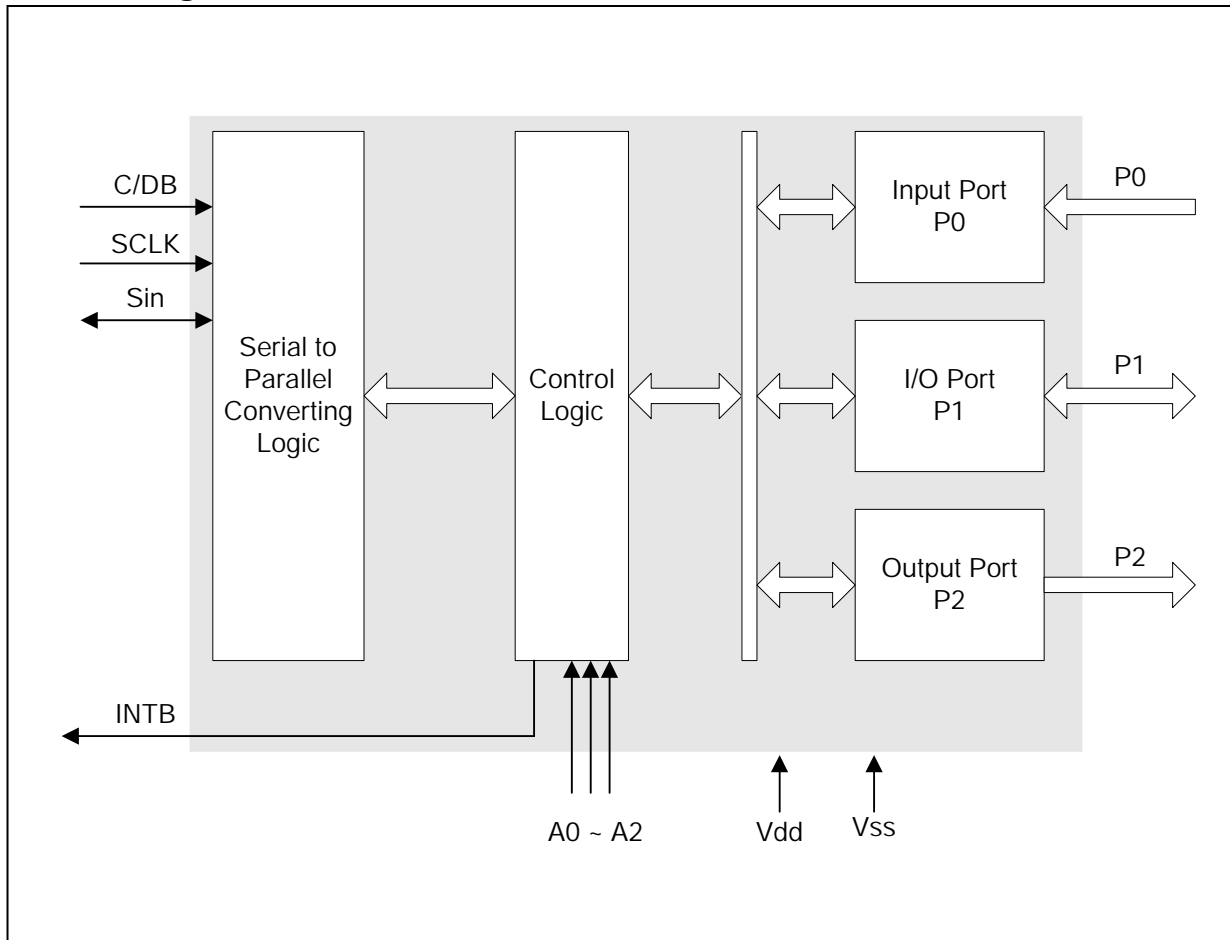 C/DB
SCLK
Sin
Serial to
Parallel
Converting
Logic
Control
Logic
Input Port
P0
P0
I/O Port
P1
P1
Output Port
P2
P2
INTB
A0 ~ A2
Vdd
Vss